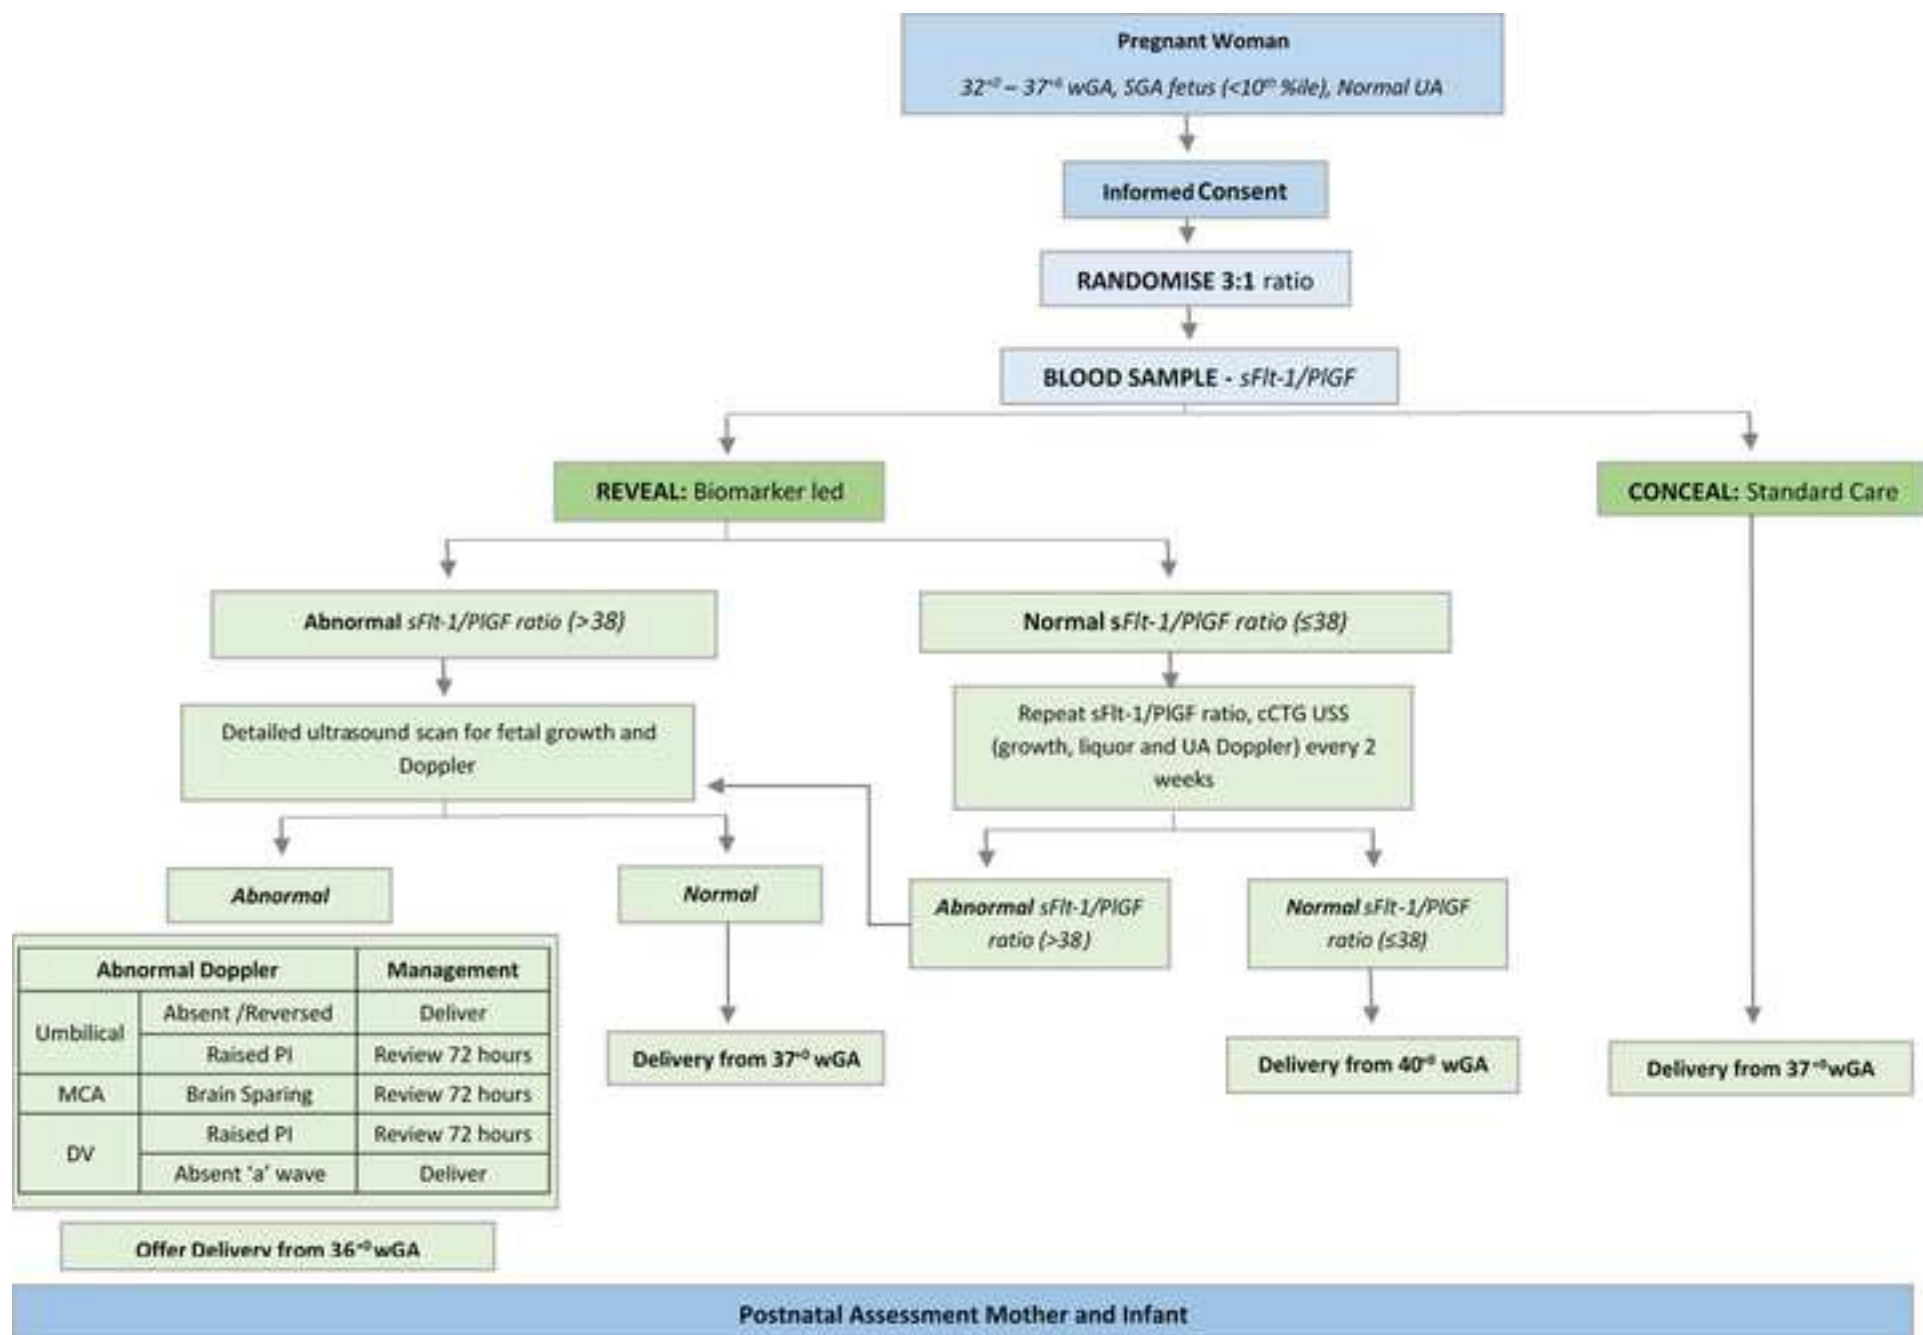 Pregnant Woman
32⁺⁰ – 37⁺⁶ wGA, SGA fetus (<10ᵗʰ %ile), Normal UA
Informed Consent
RANDOMISE 3:1 ratio
BLOOD SAMPLE - sFlt-1/PlGF
REVEAL: Biomarker led
CONCEAL: Standard Care
Abnormal sFlt-1/PlGF ratio (>38)
Normal sFlt-1/PlGF ratio (≤38)
Detailed ultrasound scan for fetal growth and
Doppler
Repeat sFlt-1/PlGF ratio, cCTG USS
(growth, liquor and UA Doppler) every 2
weeks
Abnormal
Normal
Abnormal sFlt-1/PlGF
ratio (>38)
Normal sFlt-1/PlGF
ratio (≤38)
Abnormal Doppler Management
Umbilical
Absent /Reversed Deliver
Raised PI Review 72 hours
MCA Brain Sparing Review 72 hours
DV
Raised PI Review 72 hours
Absent ‘a’ wave Deliver
Offer Delivery from 36⁺⁰ wGA
Delivery from 37⁺⁰ wGA
Delivery from 40⁺⁰ wGA
Delivery from 37⁺⁰ wGA
Postnatal Assessment Mother and Infant